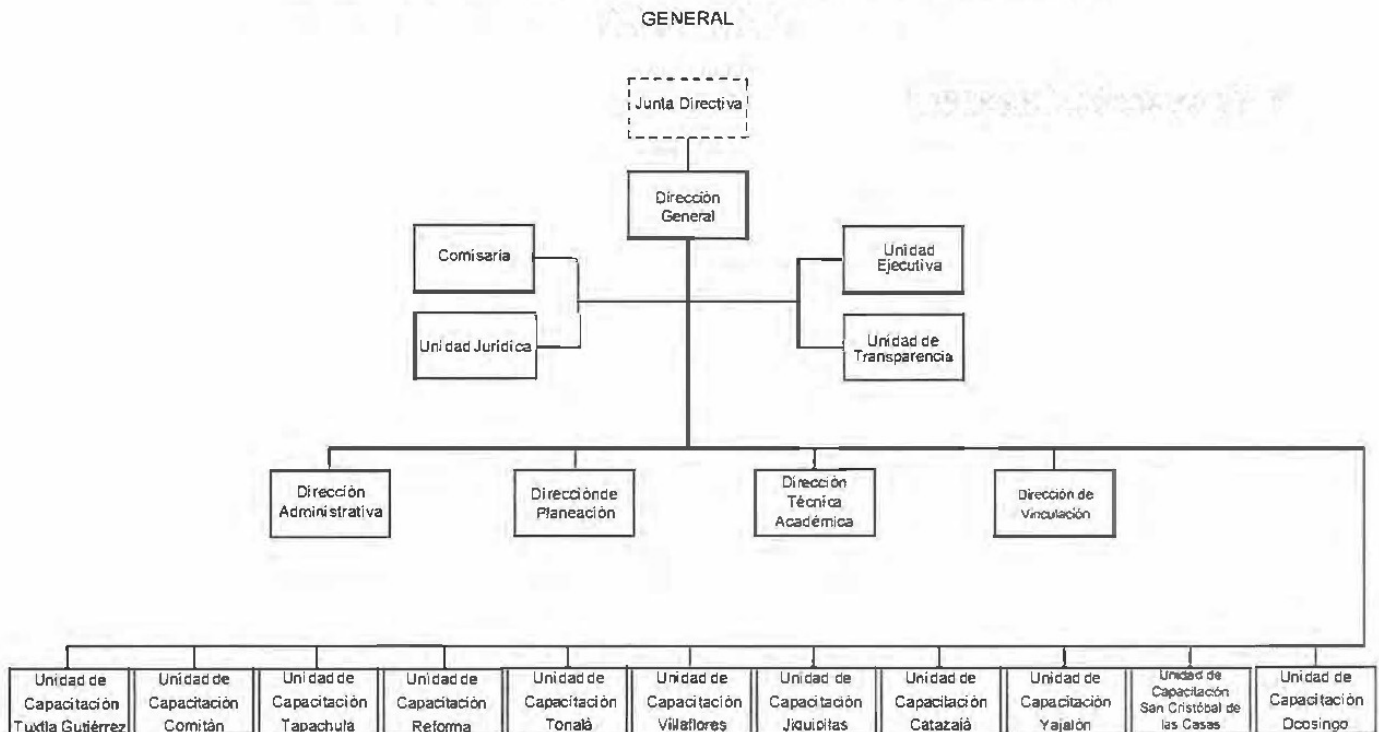 GENERAL
Junta Directiva
Dirección
General
Comisaría
Unidad
Ejecutiva
Unidad Jurídica
Unidad de
Transparencia
Dirección
Administrativa
Direcciónde
Planeación
Dirección
Técnica
Académica
Dirección de
Vinculación
Unidad de
Capacitación
Tuxtla Gutiérrez
Unidad de
Capacitación
Comitán
Unidad de
Capacitación
Tapachula
Unidad de
Capacitación
Reforma
Unidad de
Capacitación
Tonalá
Unidad de
Capacitación
Villaflores
Unidad de
Capacitación
Jiquipilas
Unidad de
Capacitación
Catazajá
Unidad de
Capacitación
Yajalón
Unidad de
Capacitación
San Cristóbal de
las Casas
Unidad de
Capacitación
Ocosingo